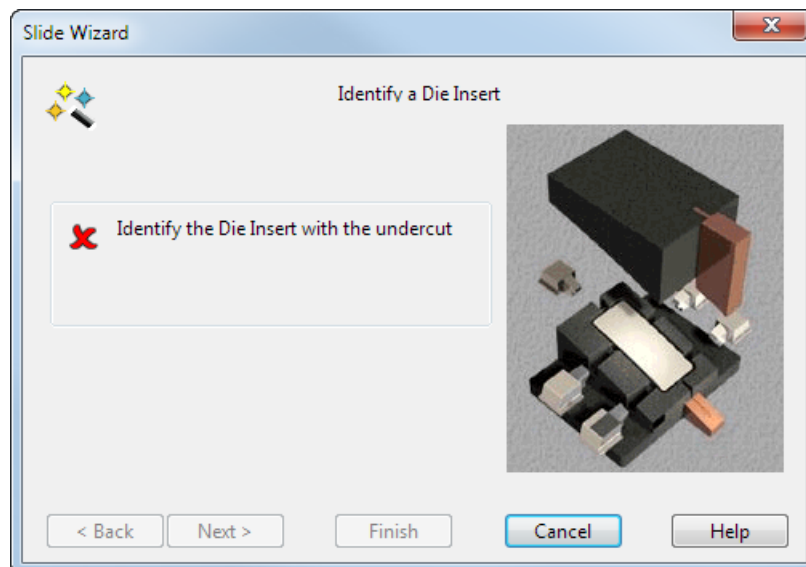 Slide Wizard
Identify a Die Insert
Identify the Die Insert with the undercut
< Back
Next >
Finish
Cancel
Help